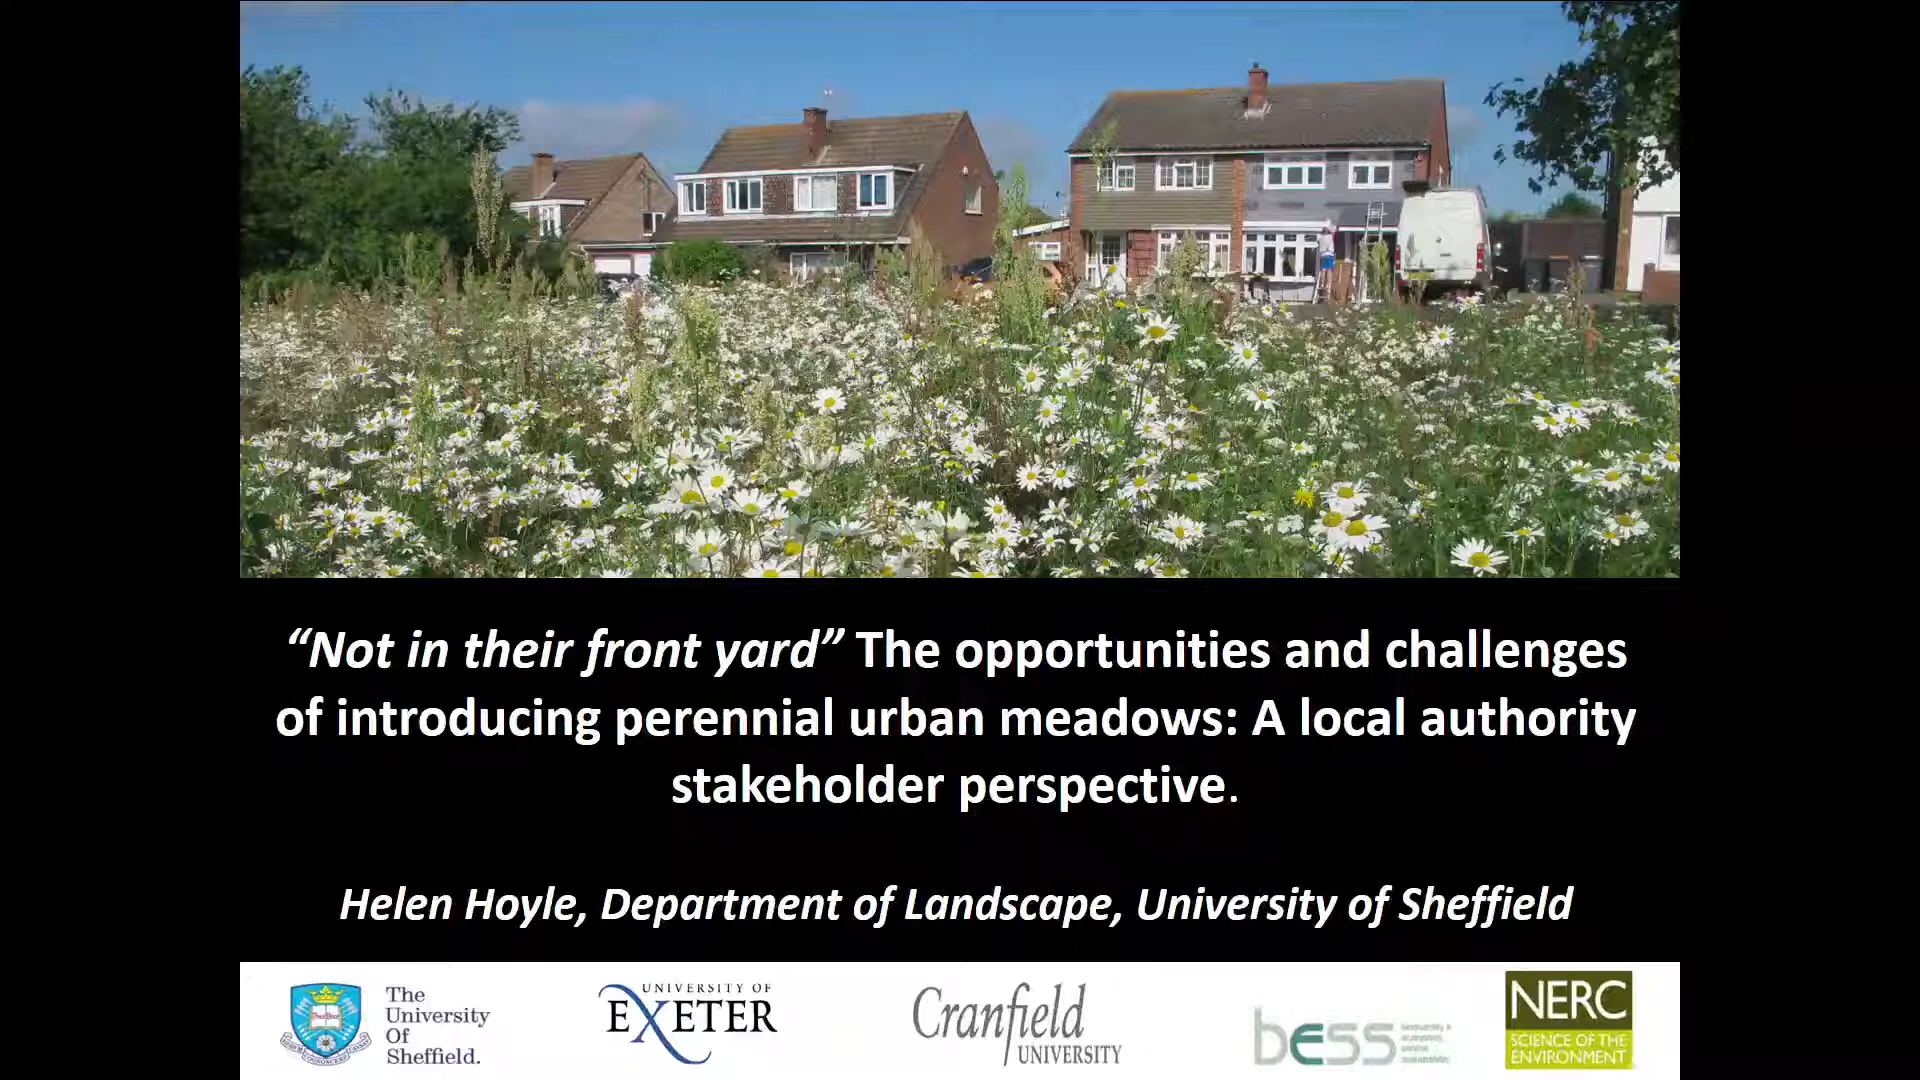 “Not in their front yard” The opportunities and challenges
of introducing perennial urban meadows: A local authority
stakeholder perspective.
Helen Hoyle, Department of Landscape, University of Sheffield
The
University
Of
Sheffield.
UNIVERSITY OF
EXETER
Cranfield
UNIVERSITY
bess
NERC
SCIENCE OF THE
ENVIRONMENT